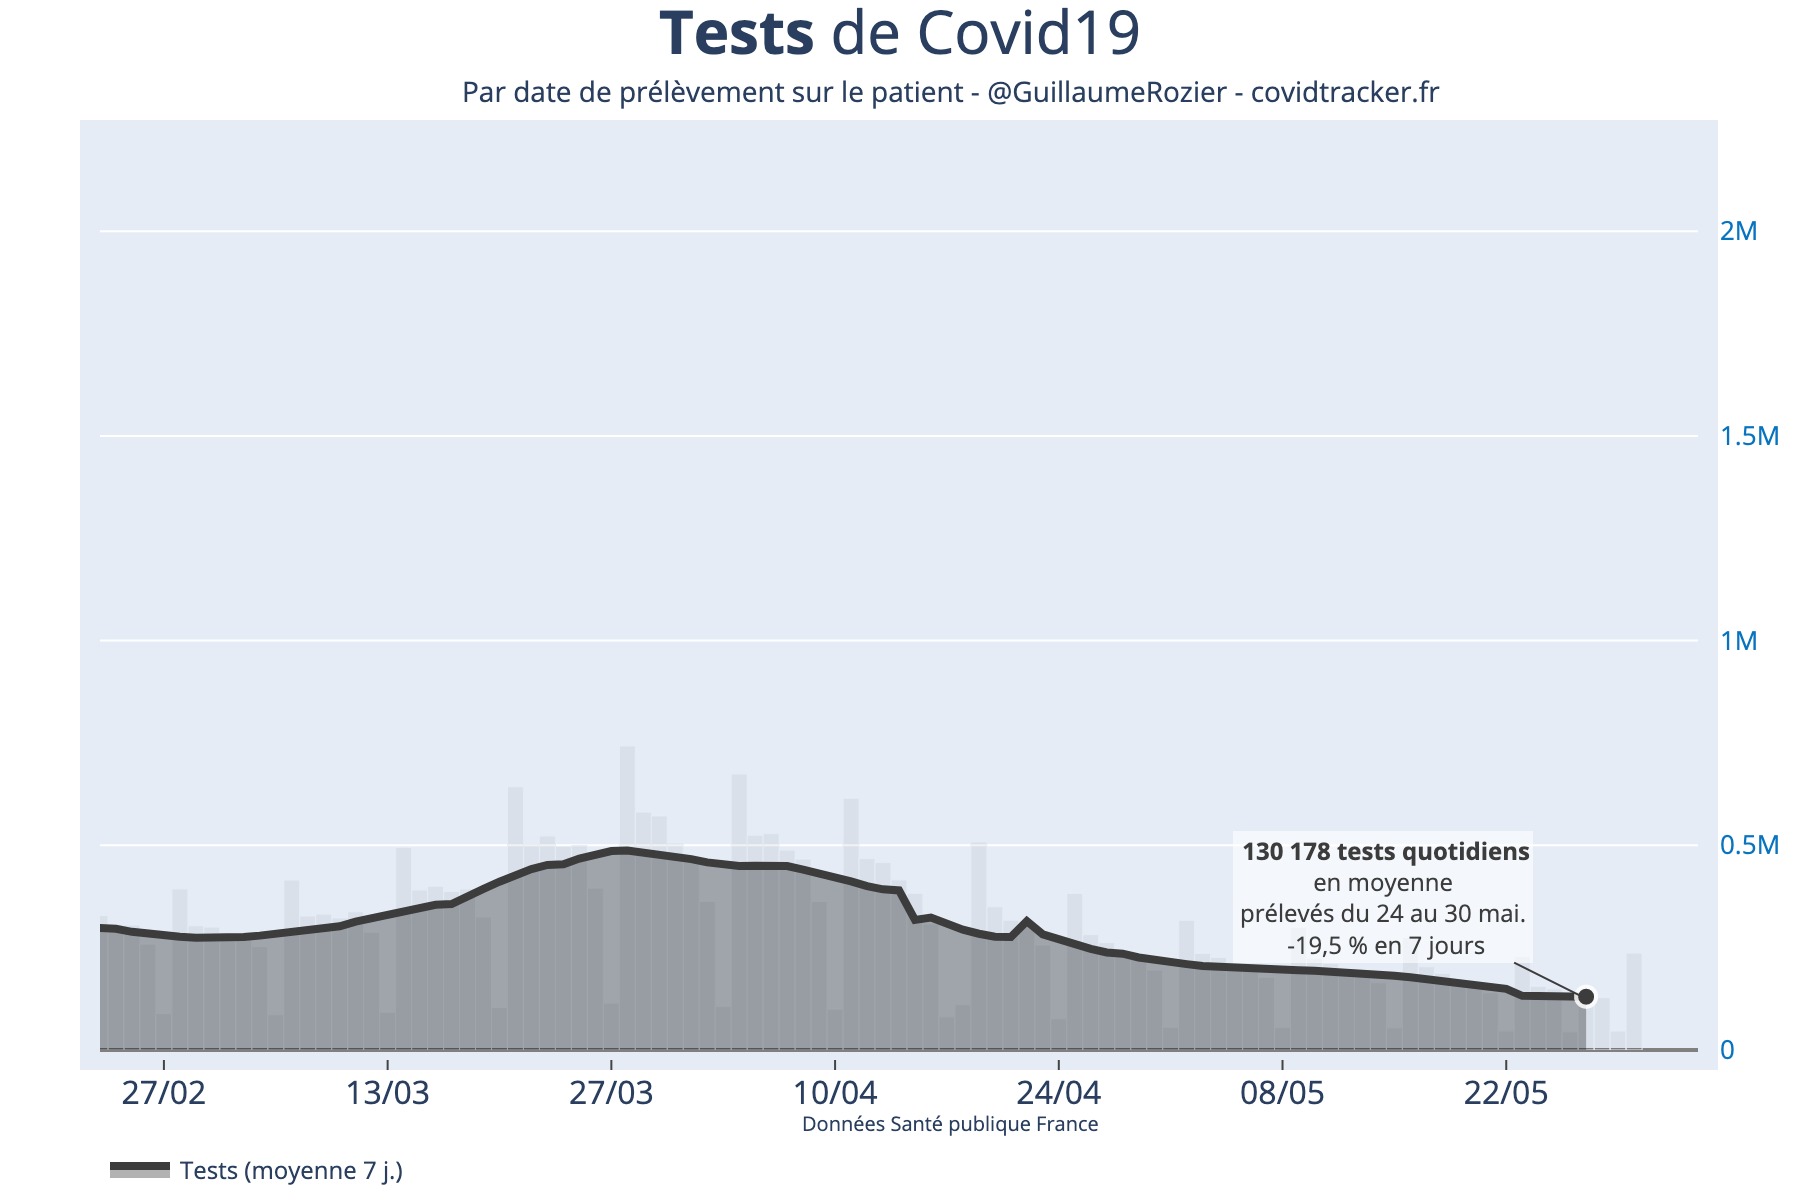 Tests de Covid19
Par date de prélèvement sur le patient - @GuillaumeRozier - covidtracker.fr
2M
1.5M
1M
0.5M
130 178 tests quotidiens
en moyenne
prélevés du 24 au 30 mai.
-19,5 % en 7 jours
0
27/02 13/03 27/03 10/04 24/04 08/05 22/05
Données Santé publique France
Tests (moyenne 7 j.)